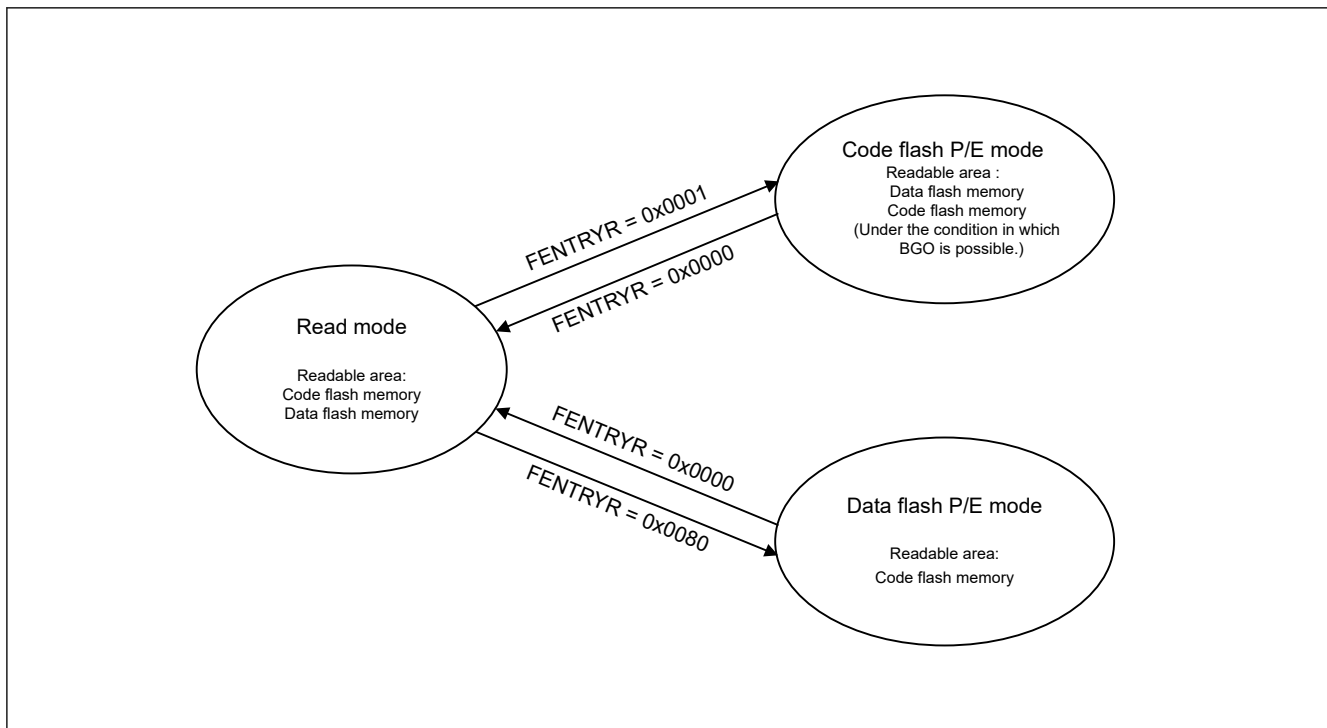 Code flash P/E mode
Readable area :
Data flash memory
Code flash memory
(Under the condition in which
BGO is possible.)
FENTRYR = 0x0001
FENTRYR = 0x0000
Read mode
Readable area:
Code flash memory
Data flash memory
FENTRYR = 0x0000
FENTRYR = 0x0080
Data flash P/E mode
Readable area:
Code flash memory